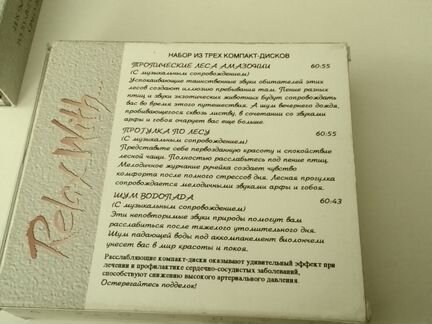 Relax With...
НАБОР ИЗ ТРЕХ КОМПАКТ-ДИСКОВ
ТРОПИЧЕСКИЕ ЛЕСА АМАЗОНИИ 60:55
(С музыкальным сопровождением)
Успокаивающие таинственные звуки обитателей этих
лесов создают иллюзию пребывания там. Пение разных
птиц и звуки экзотических животных будут сопровождать
вас во время этого путешествия. А шум вечернего дождя,
пробивающегося сквозь листву, в сочетании со звуками
арфы и гобоя очарует вас еще больше.
ПРОГУЛКА ПО ЛЕСУ 60:55
(С музыкальным сопровождением)
Представьте себе первозданную красоту и спокойствие
лесной чащи. Полностью расслабьтесь под пение птиц.
Мелодичное журчание ручейка создает чувство
комфорта после полного стрессов дня. Лесная прогулка
сопровождается мелодичными звуками арфы и гобоя.
ШУМ ВОДОПАДА 60:43
(С музыкальным сопровождением)
Эти неповторимые звуки природы помогут вам
расслабиться после тяжелого утомительного дня.
Шум падающей воды под аккомпанемент виолончели
унесет вас в мир красоты и покоя.
Расслабляющие компакт-диски оказывают удивительный эффект при
лечении и профилактике сердечно-сосудистых заболеваний,
способствуют снижению высокого артериального давления.
Остерегайтесь подделок!